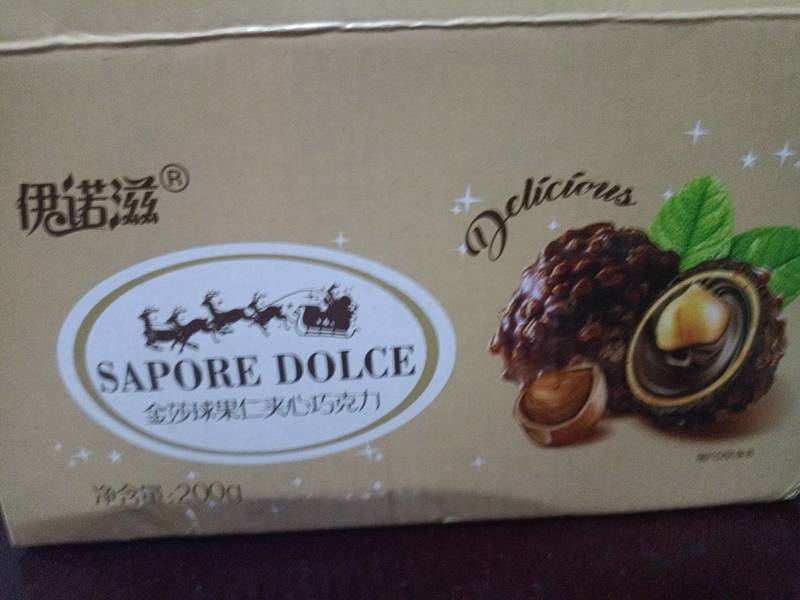 伊诺滋®
Delicious
SAPORE DOLCE
金莎球果仁夹心巧克力
净含量:200g